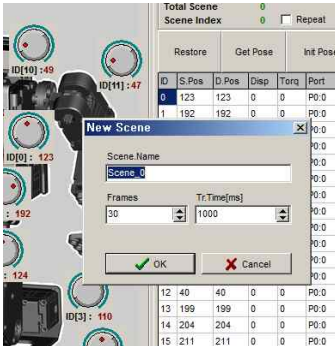 Total Scene 0
Scene Index 0 Repeat
Restore Get Pose Init Pose
ID[10] :49
ID[11] :47
ID S.Pos D.Pos Disp Torq Port
0 123 123 0 0 P0:0
1 192 192 0 0 P0:0
New Scene
ID[0] : 123
Scene.Name
Scene_0
Frames Tr.Time[ms]
30 1000
: 192
OK Cancel
: 124
ID[3] : 110
12 40 40 0 0 P0:0
13 199 199 0 0 P0:0
14 204 204 0 0 P0:0
15 211 211 0 0 P0:0